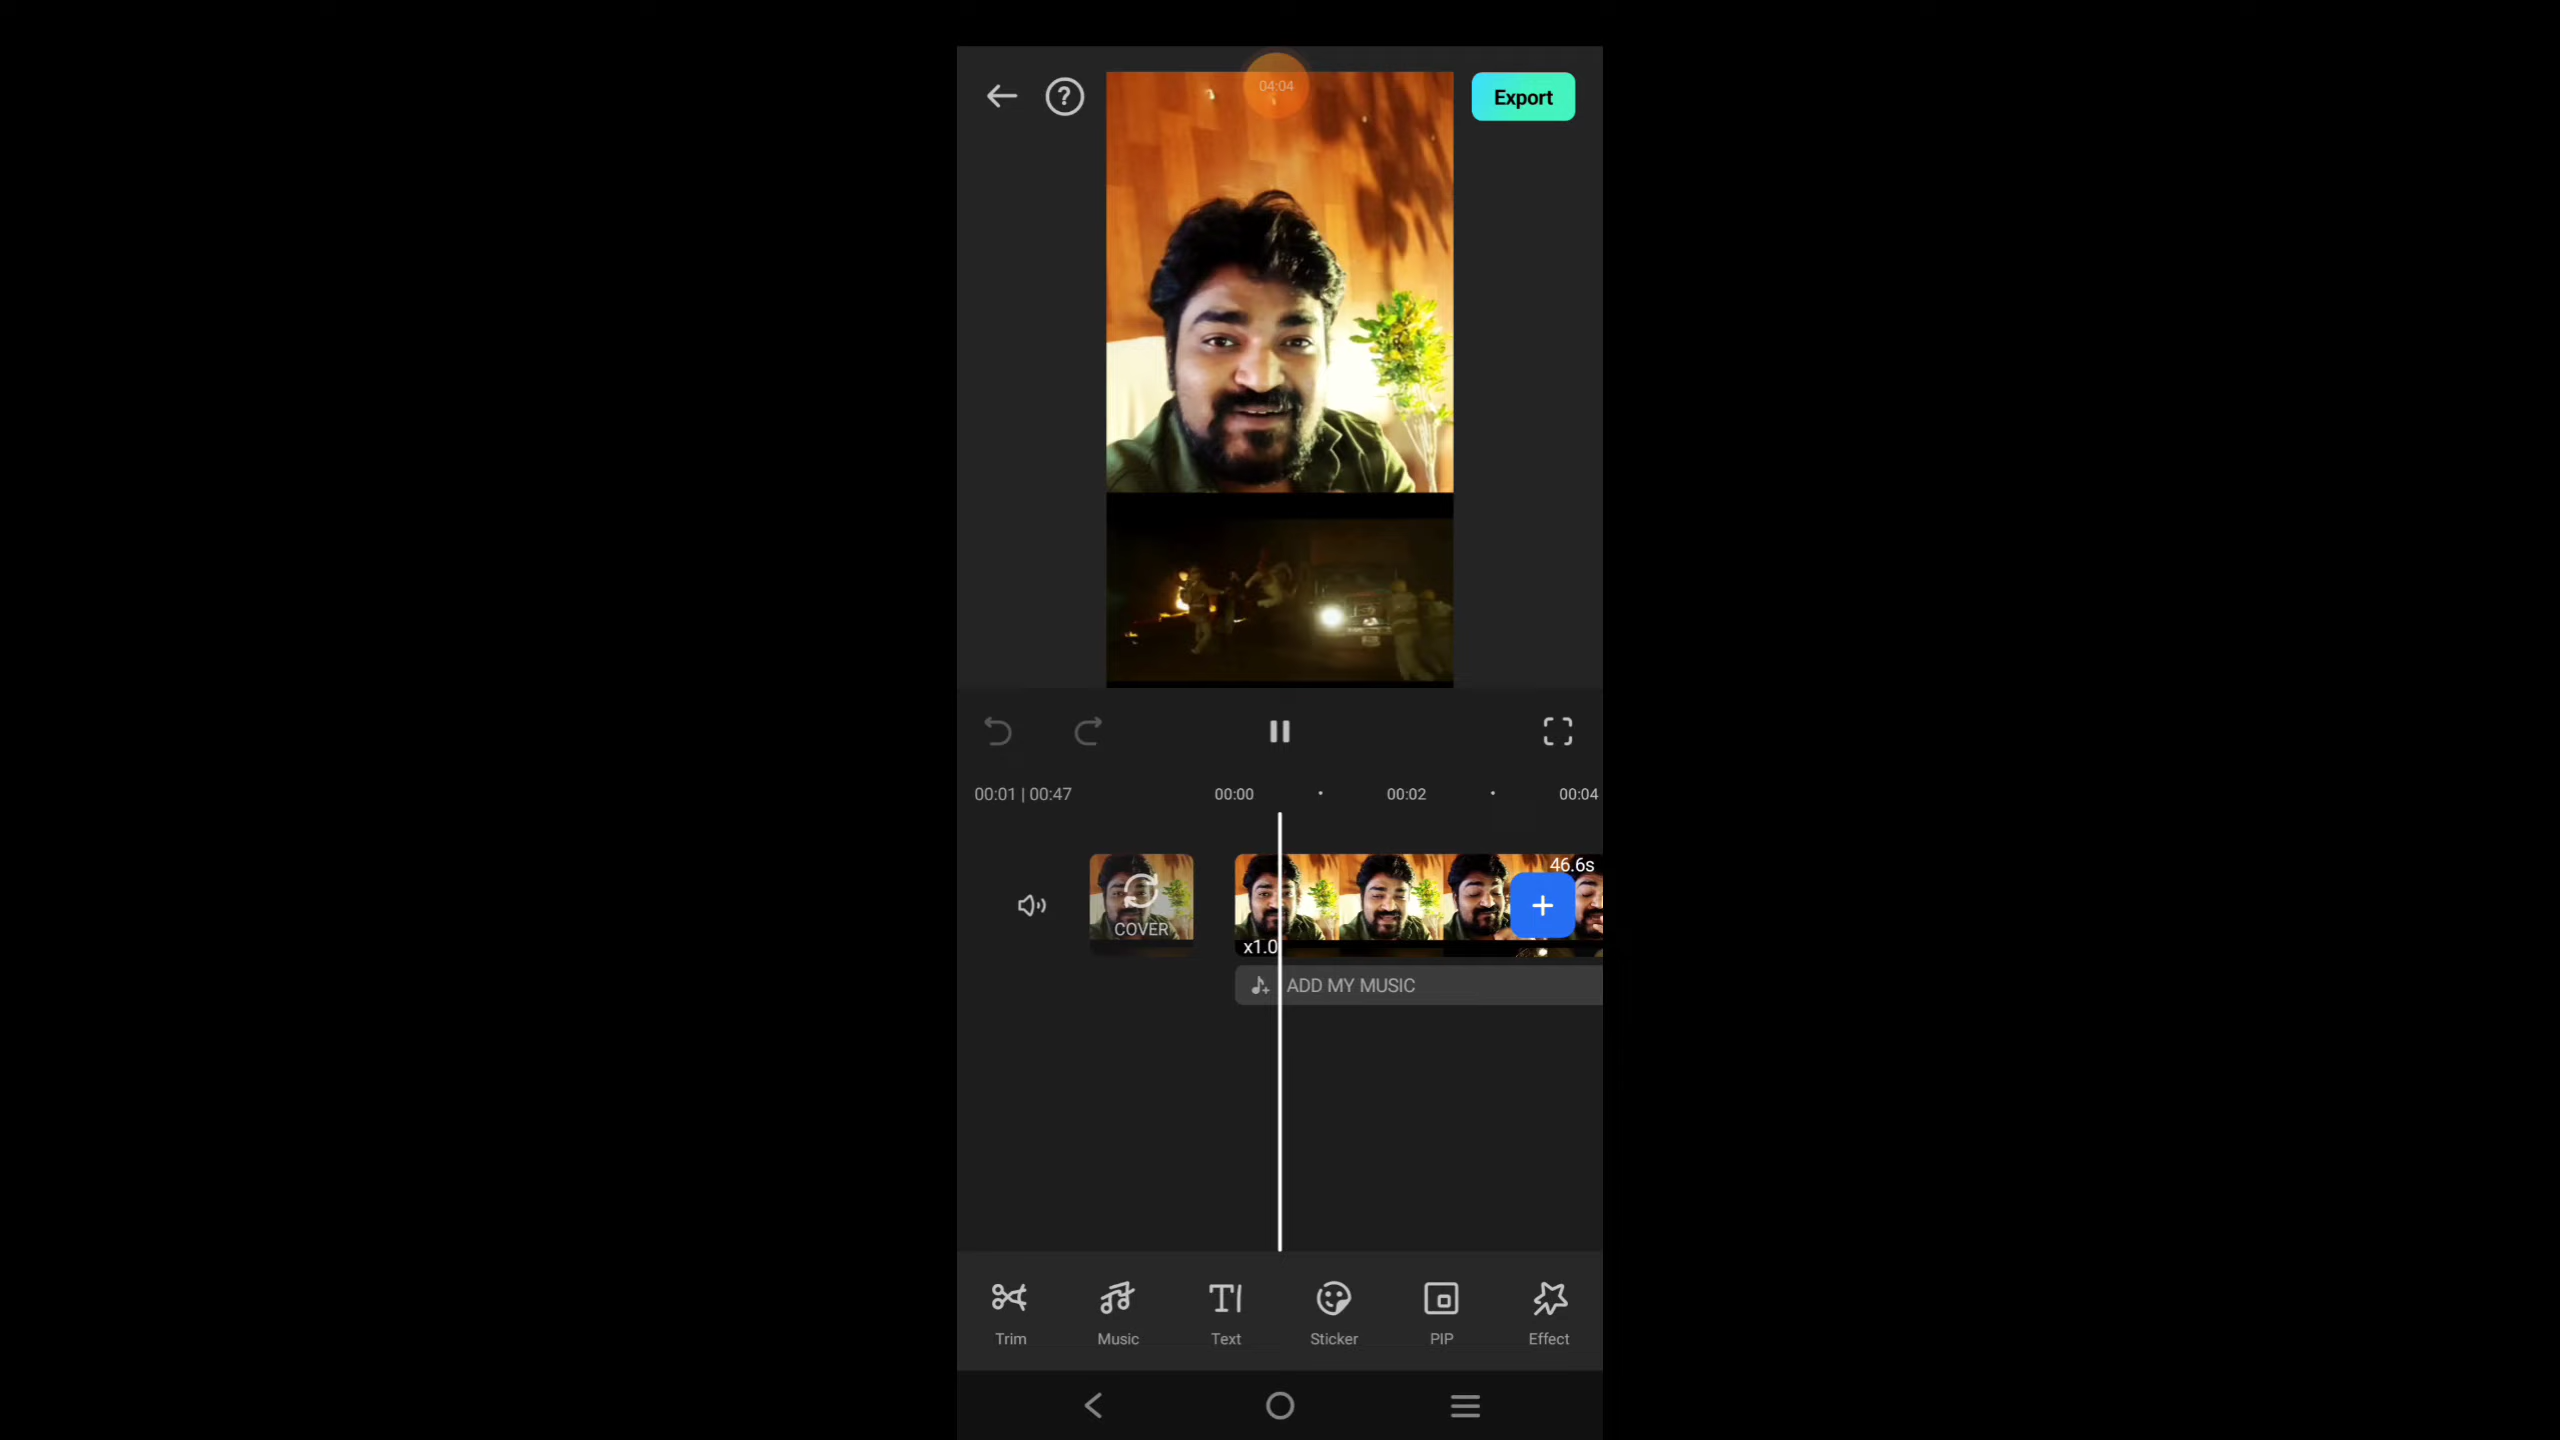 04:04
?
Export
00:01 | 00:47
00:00
00:02
00:04
46.6s
COVER
x1.0
ADD MY MUSIC
Trim
Music
Text
Sticker
PIP
Effect